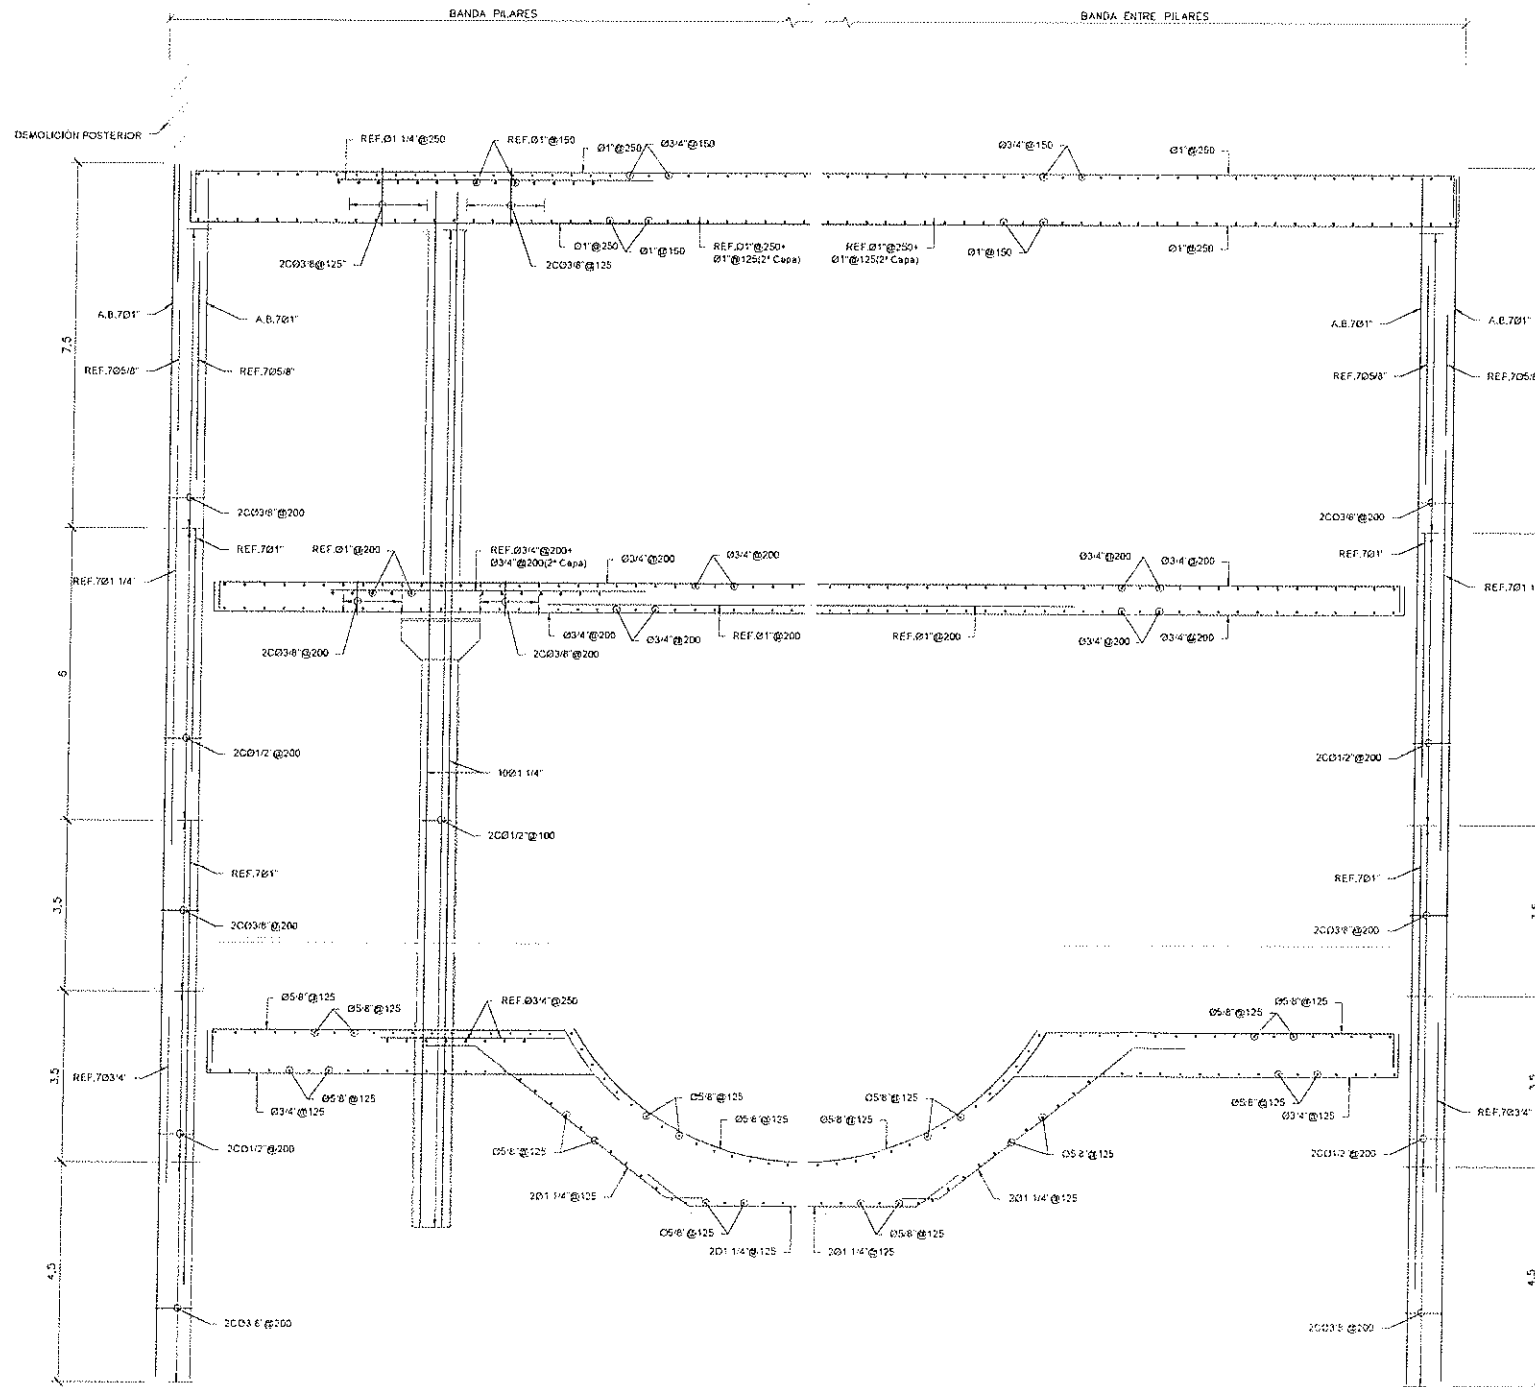 BANDA PILARES
BANDA ENTRE PILARES
DEMOLICIÓN POSTERIOR
REF.Ø1 1/4"@250
REF.Ø1"@150
Ø1"@250
Ø3/4"@150
Ø3/4"@150
Ø1"@250
2CØ3/8"@125
Ø1"@250
Ø1"@150
2CØ3/8"@125
REF.Ø1"@250+
Ø1"@125(2ª Capa)
REF.Ø1"@250+
Ø1"@125(2ª Capa)
Ø1"@150
Ø1"@250
A.B.7Ø1"
A.B.7Ø1"
A.B.7Ø1"
A.B.7Ø1"
7,5
REF.7Ø5/8"
REF.7Ø5/8"
REF.7Ø5/8"
REF.7Ø5/8
2CØ3/8"@200
2CØ3/8"@200
REF.7Ø1"
REF.Ø1"@200
REF.Ø3/4"@200+
Ø3/4"@200(2ª Capa)
Ø3/4"@200
Ø3/4"@200
Ø3/4"@200
Ø3/4"@200
REF.7Ø1"
REF.7Ø1 1/4"
REF.7Ø1 1
2CØ3/8"@200
2CØ3/8"@200
Ø3/4"@200
Ø3/4"@200
REF.Ø1"@200
REF.Ø1"@200
Ø3/4"@200
Ø3/4"@200
6
2CØ1/2"@200
10Ø1 1/4"
2CØ1/2"@200
2CØ1/2"@100
REF.7Ø1"
REF.7Ø1"
3,5
2CØ3/8"@200
2CØ3/8"@200
3,5
Ø5/8"@125
Ø5/8"@125
REF.Ø3/4"@250
Ø5/8"@125
Ø5/8"@125
3,5
REF.7Ø3/4"
Ø3/4"@125
Ø5/8"@125
Ø5/8"@125
Ø5/8"@125
Ø5/8"@125
Ø5/8"@125
Ø5/8"@125
Ø3/4"@125
REF.7Ø3/4"
3,5
2CØ1/2"@200
Ø5/8"@125
Ø5/8"@125
2CØ1/2"@200
2Ø1 1/4"@125
2Ø1 1/4"@125
Ø5/8"@125
2Ø1 1/4"@125
2Ø1 1/4"@125
Ø5/8"@125
4,5
4,5
2CØ3/8"@200
2CØ3/8"@200